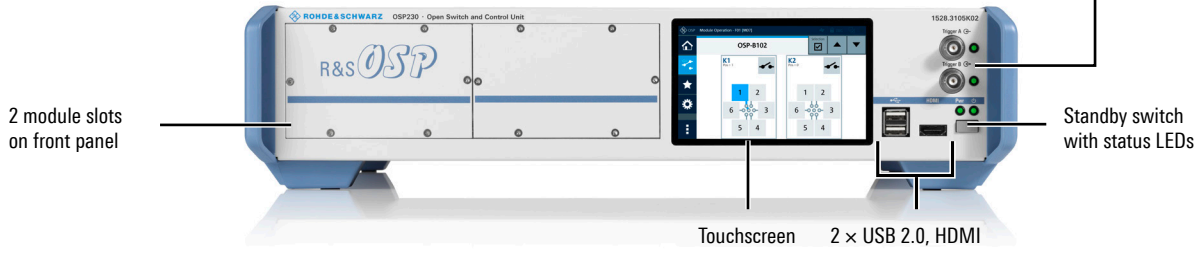 ROHDE&SCHWARZ OSP230 · Open Switch and Control Unit
1528.3105K02
R&S OSP
Module Operation - F01 (M07)
OSP-B102
K1
K2
1 2
6 3
5 4
1 2
6 3
5 4
Trigger A
Trigger B
HDMI
Pwr
2 module slots
on front panel
Standby switch
with status LEDs
Touchscreen
2 × USB 2.0, HDMI